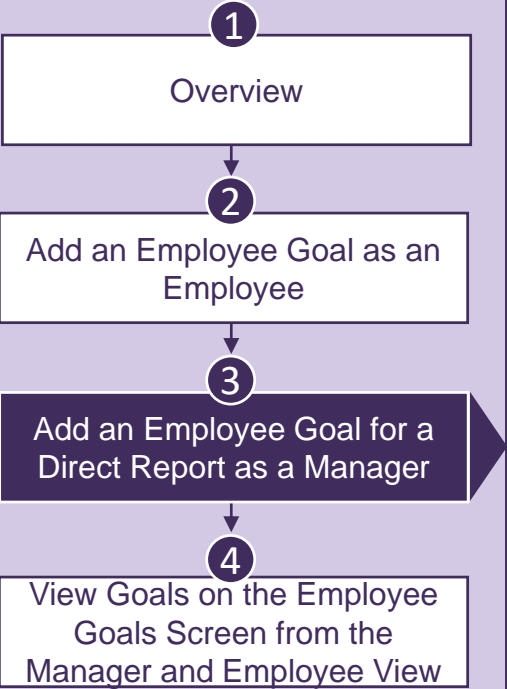 1
Overview
2
Add an Employee Goal as an
Employee
3
Add an Employee Goal for a
Direct Report as a Manager
4
View Goals on the Employee
Goals Screen from the
Manager and Employee View